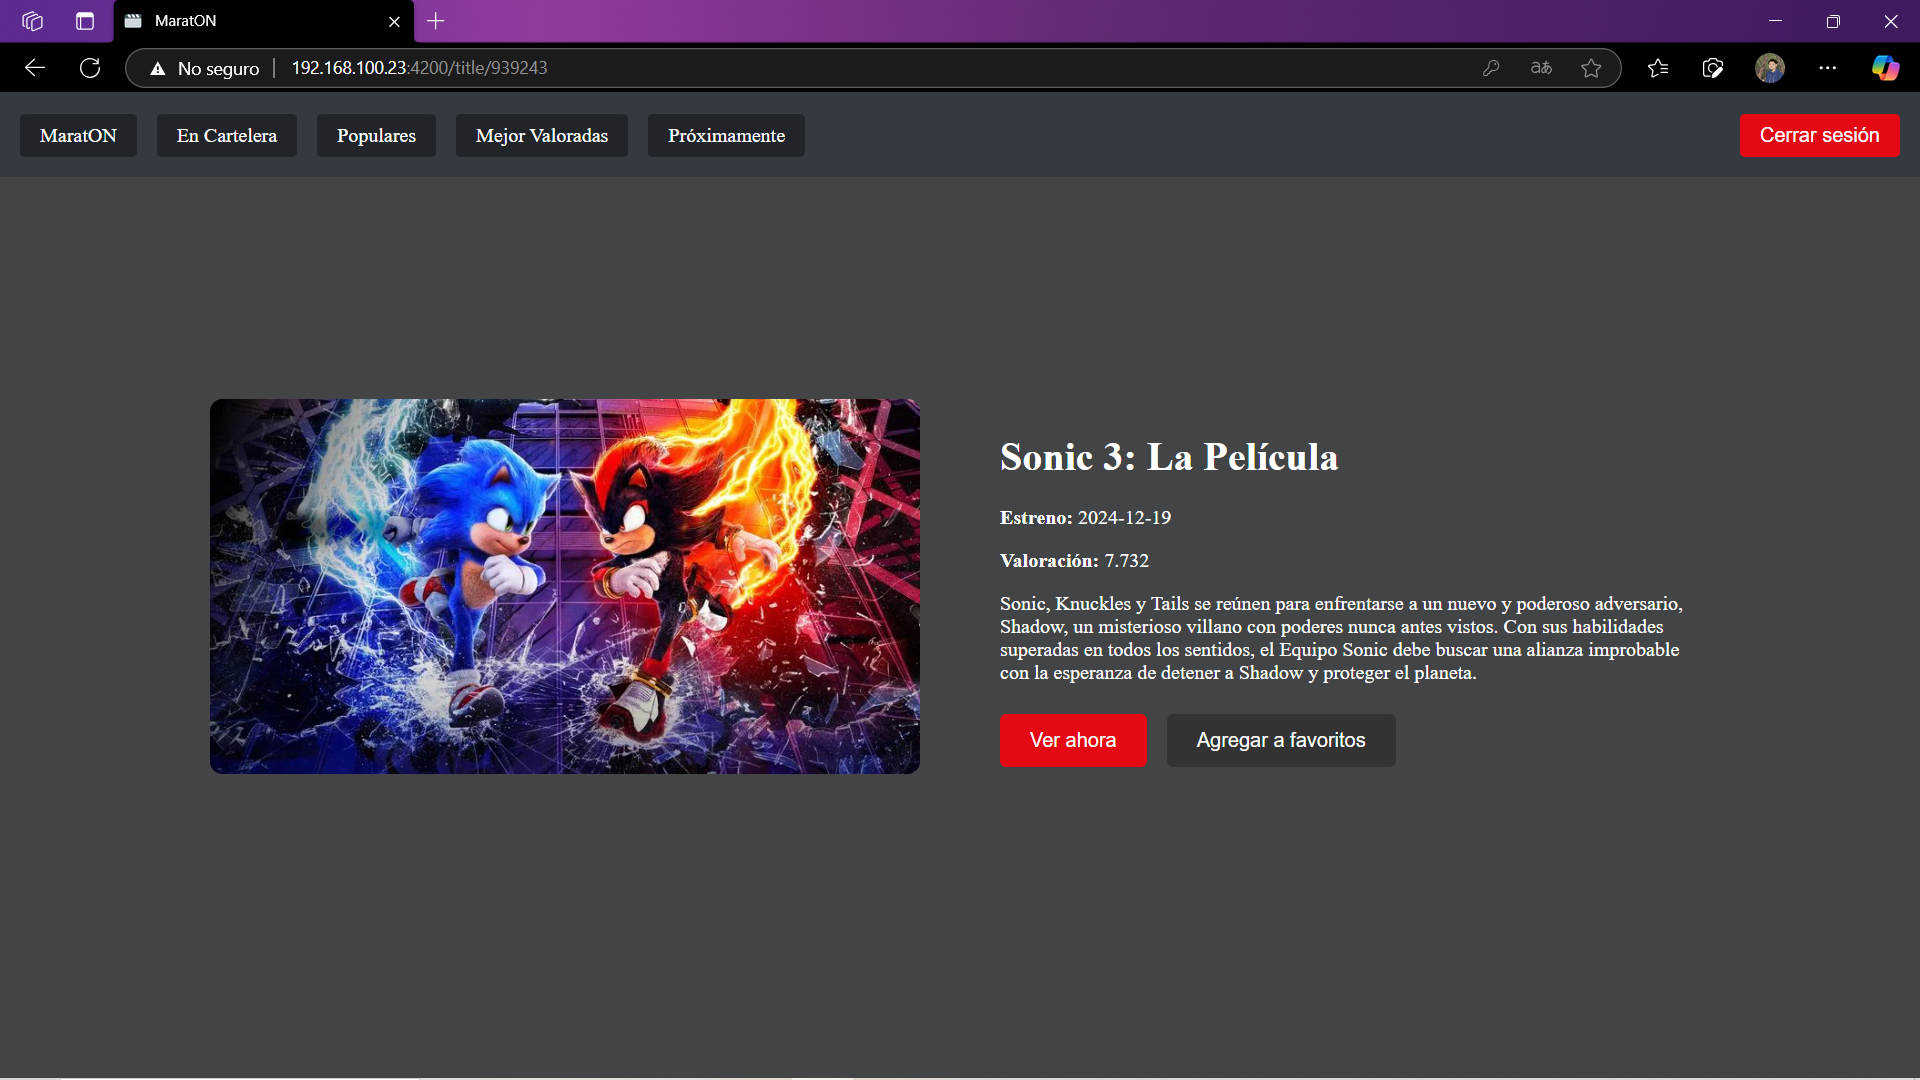 MaratON
No seguro
192.168.100.23:4200/title/939243
aあ
MaratON
En Cartelera
Populares
Mejor Valoradas
Próximamente
Cerrar sesión
Sonic 3: La Película
Estreno: 2024-12-19
Valoración: 7.732
Sonic, Knuckles y Tails se reúnen para enfrentarse a un nuevo y poderoso adversario,
Shadow, un misterioso villano con poderes nunca antes vistos. Con sus habilidades
superadas en todos los sentidos, el Equipo Sonic debe buscar una alianza improbable
con la esperanza de detener a Shadow y proteger el planeta.
Ver ahora
Agregar a favoritos